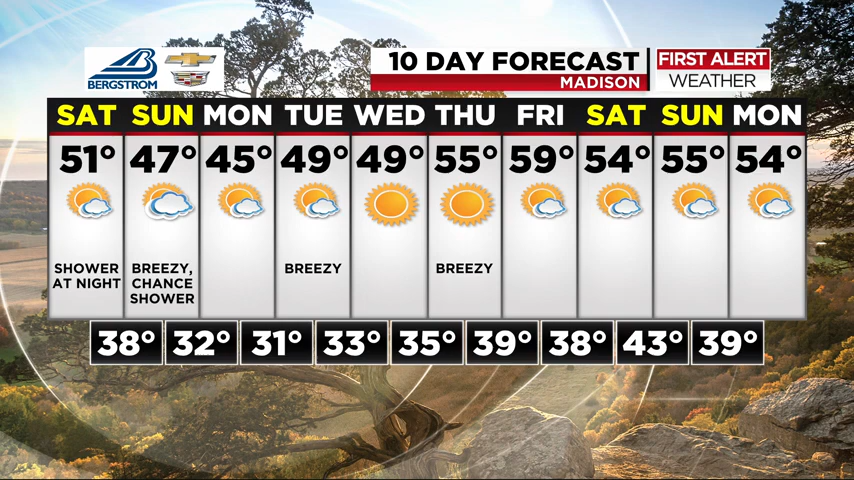 BERGSTROM
10 DAY FORECAST
MADISON
FIRST ALERT
WEATHER
SAT SUN MON TUE WED THU FRI SAT SUN MON
51° 47° 45° 49° 49° 55° 59° 54° 55° 54°
SHOWER
AT NIGHT
BREEZY,
CHANCE
SHOWER
BREEZY
BREEZY
38° 32° 31° 33° 35° 39° 38° 43° 39°